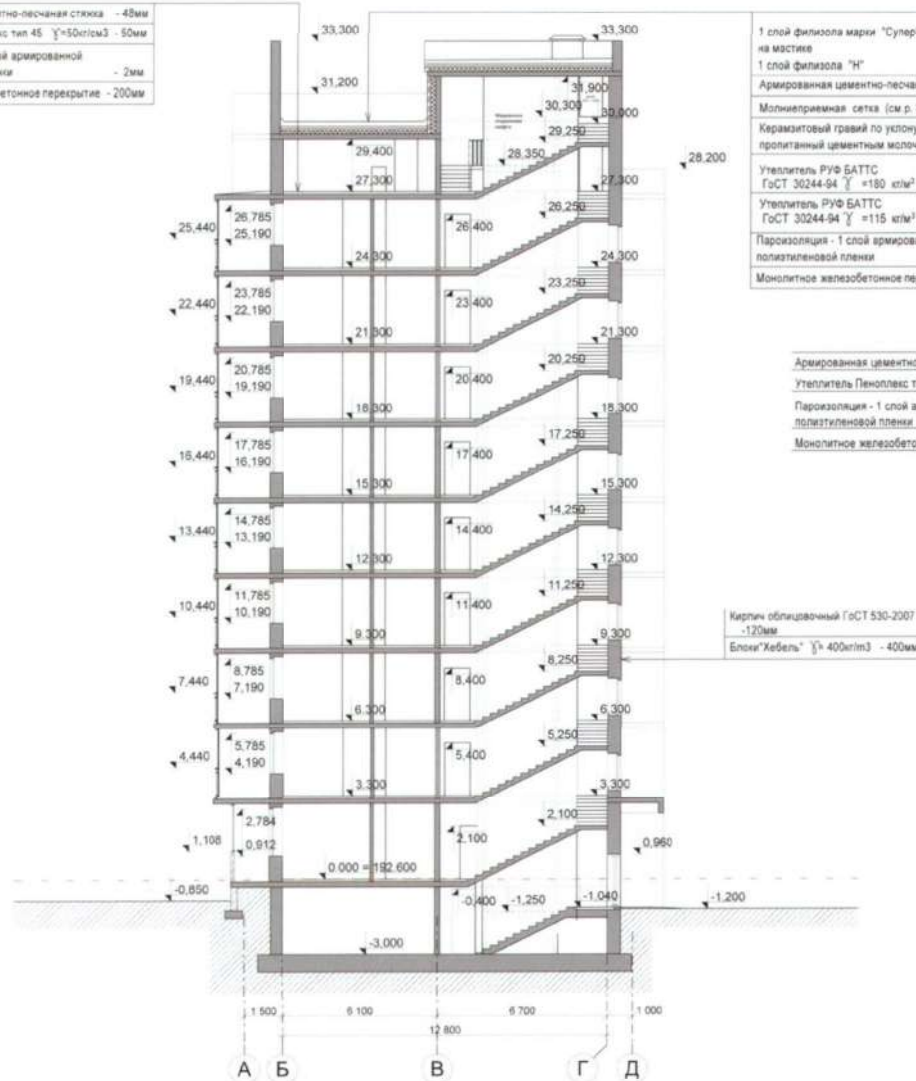 тно-песчаная стяжка - 48мм
кс тип 45 γ=50кг/см3 - 50мм
й армированной
нки - 2мм
етонное перекрытие - 200мм
1 слой филизола марки "Супер
на мастике
1 слой филизола "Н"
Армированная цементно-песча
Молниеприемная сетка (см.р.
Керамзитовый гравий по уклону
пропитанный цементным молоч
Утеплитель РУФ БАТТС
ГоСТ 30244-94 γ =180 кг/м³
Утеплитель РУФ БАТТС
ГоСТ 30244-94 γ =115 кг/м³
Пароизоляция - 1 слой армирова
полиэтиленовой пленки
Монолитное железобетонное пе
Армированная цементно
Утеплитель Пеноплекс т
Пароизоляция - 1 слой а
полиэтиленовой пленки
Монолитное железобето
33,300
33,300
31,200
31,900
30,300
30,000
29,250
29,400
28,350
28,200
27,300
27,300
26,785
26,250
25,440
25,190
26,400
24,300
24,300
23,785
23,250
22,440
22,190
23,400
21,300
21,300
20,785
20,250
19,440
19,190
20,400
18,300
18,300
17,785
17,250
16,440
16,190
17,400
15,300
15,300
14,785
14,250
13,440
13,190
14,400
12,300
12,300
11,785
11,250
10,440
10,190
11,400
9,300
9,300
Кирпич облицовочный ГоСТ 530-2007
-120мм
Блоки"Хебель" γ= 400кг/m3 - 400мм
8,785
8,250
7,440
7,190
8,400
6,300
6,300
5,785
5,250
4,440
4,190
5,400
3,300
3,300
2,784
2,100
2,100
1,108
0,912
0,960
0.000 = 192.600
-0,850
-0,400
-1,250
-1,040
-1,200
-3,000
1 500
6 100
6 700
1 000
12 800
А
Б
В
Г
Д